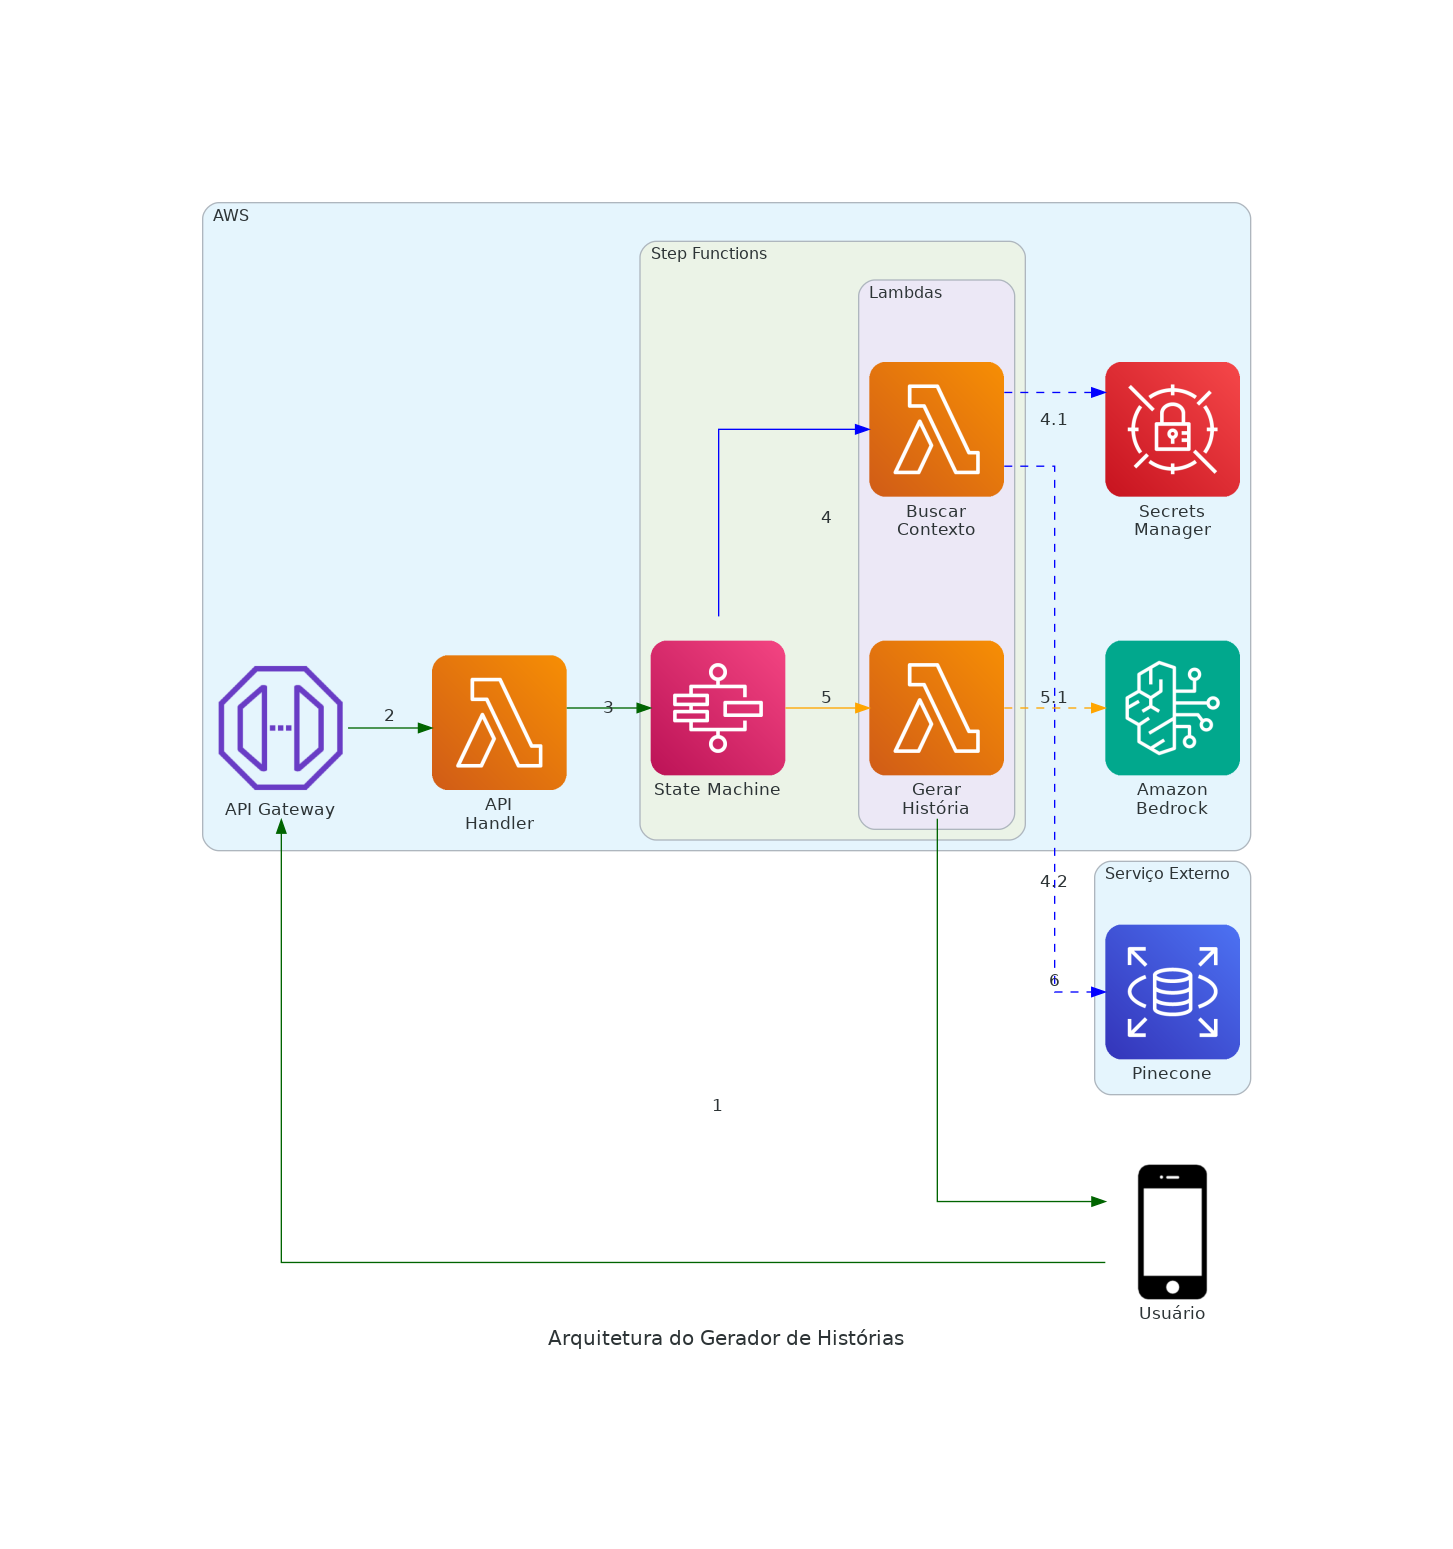 AWS
Step Functions
Lambdas
4.1
Buscar
Contexto
Secrets
Manager
4
2
3
5
5.1
API Gateway
API
Handler
State Machine
Gerar
História
Amazon
Bedrock
4.2
Serviço Externo
6
Pinecone
1
Usuário
Arquitetura do Gerador de Histórias